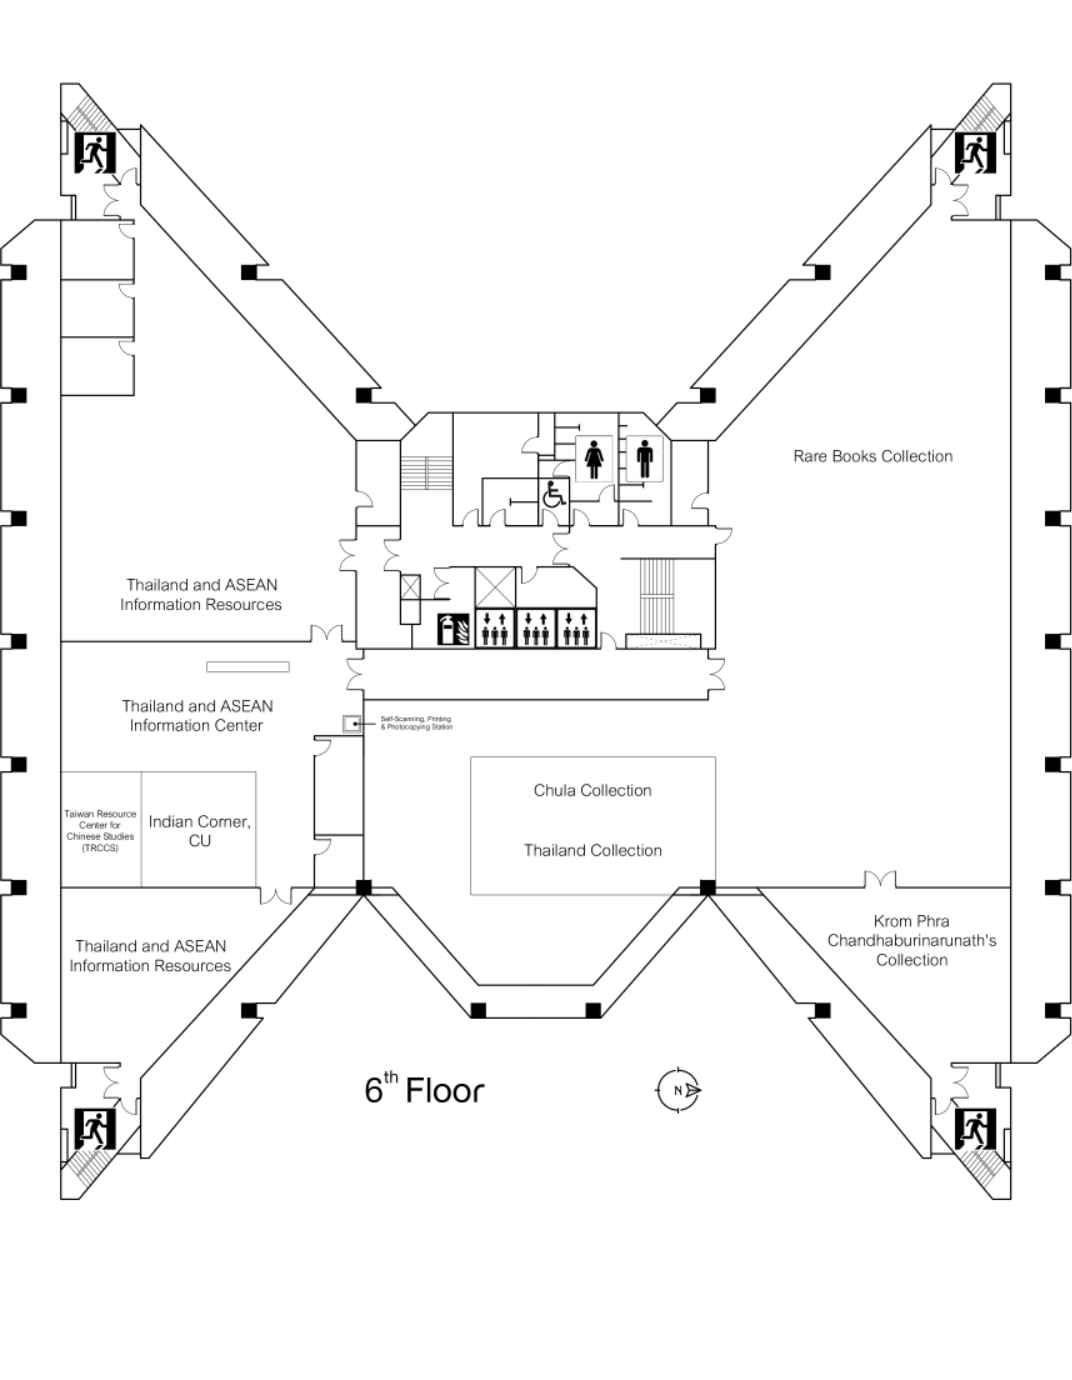 Rare Books Collection
Thailand and ASEAN
Information Resources
Thailand and ASEAN
Information Center
Self-Scanning, Printing
& Photocopying Station
Chula Collection
Thailand Collection
Taiwan Resource
Center for
Chinese Studies
(TRCCS)
Indian Corner,
CU
Thailand and ASEAN
Information Resources
Krom Phra
Chandhaburinarunath's
Collection
6th Floor
N